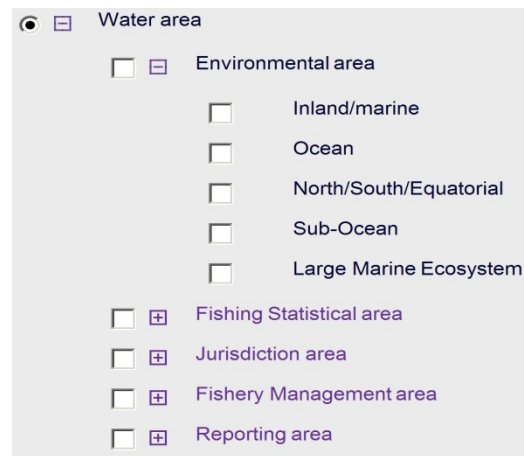 Water area
Environmental area
Inland/marine
Ocean
North/South/Equatorial
Sub-Ocean
Large Marine Ecosystem
Fishing Statistical area
Jurisdiction area
Fishery Management area
Reporting area